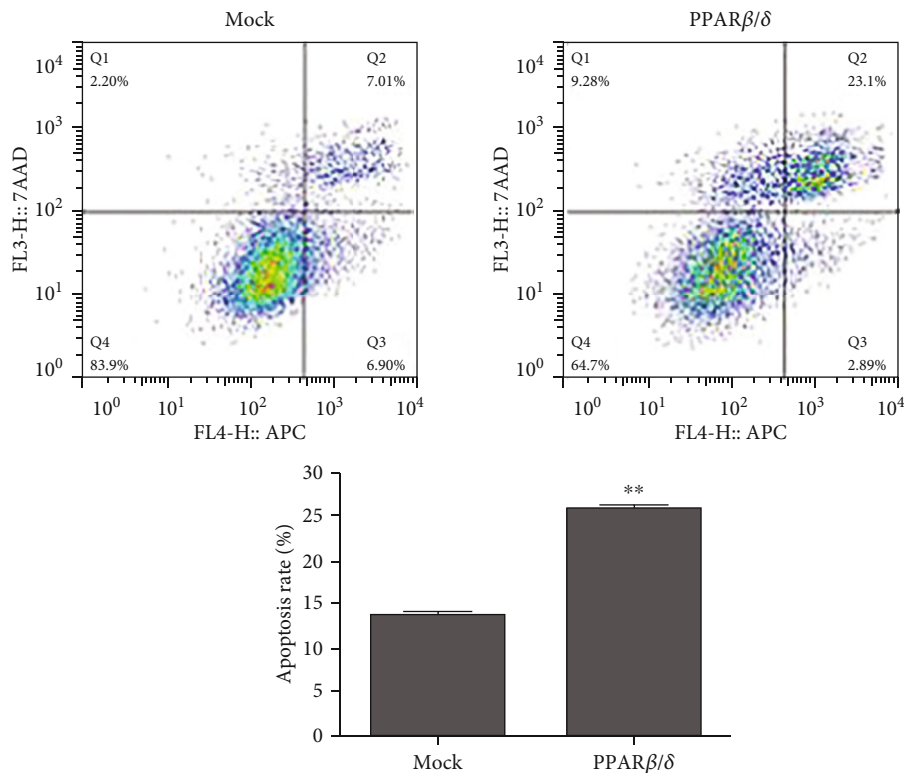 Mock
Q1
2.20%
Q2
7.01%
Q4
83.9%
Q3
6.90%
10⁴
10³
10²
10¹
10⁰
FL3-H:: 7AAD
10⁰ 10¹ 10² 10³ 10⁴
FL4-H:: APC
PPARβ/δ
Q1
9.28%
Q2
23.1%
Q4
64.7%
Q3
2.89%
10⁴
10³
10²
10¹
10⁰
FL3-H:: 7AAD
10⁰ 10¹ 10² 10³ 10⁴
FL4-H:: APC
30
25
20
15
10
5
0
Apoptosis rate (%)
**
Mock PPARβ/δ